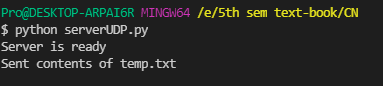 Pro@DESKTOP-ARPAI6R MINGW64 /e/5th sem text-book/CN
$ python serverUDP.py
Server is ready
Sent contents of temp.txt